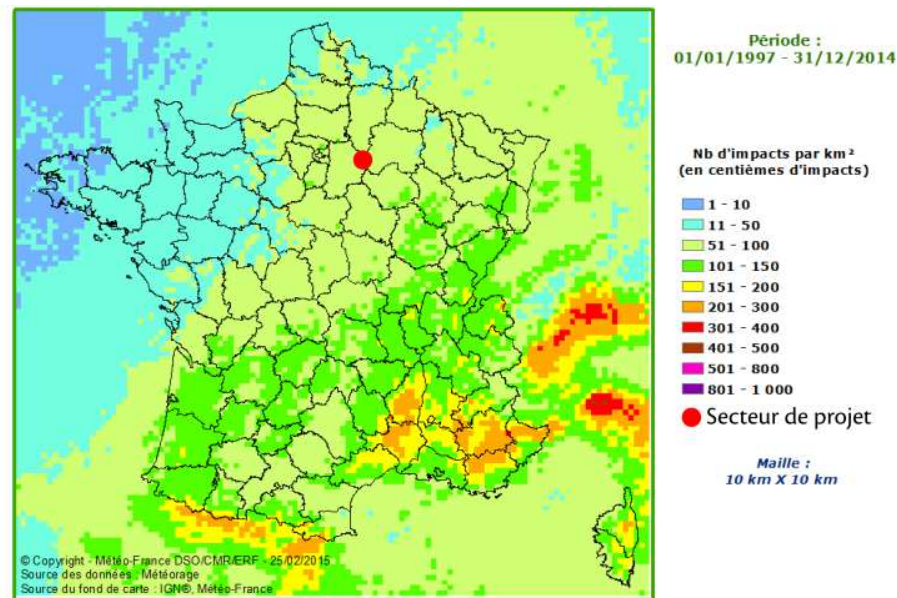 Période :
01/01/1997 - 31/12/2014
Nb d'impacts par km²
(en centièmes d'impacts)
1 - 10
11 - 50
51 - 100
101 - 150
151 - 200
201 - 300
301 - 400
401 - 500
501 - 800
801 - 1 000
Secteur de projet
Maille :
10 km X 10 km
© Copyright - Météo-France DSO/CMR/ERF - 25/02/2015
Source des données : Météorage
Source du fond de carte : IGN®, Météo-France